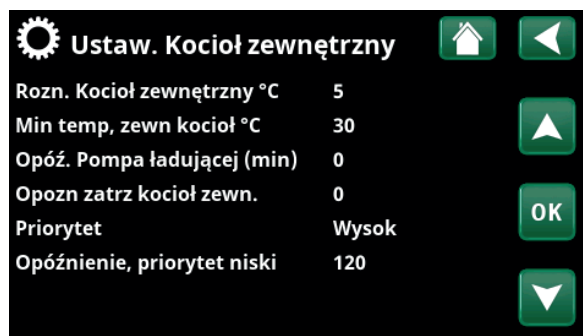 Ustaw. Kocioł zewnętrzny
Rozn. Kocioł zewnętrzny °C 5
Min temp, zewn kocioł °C 30
Opóź. Pompa ładującej (min) 0
Opozn zatrz kocioł zewn. 0
OK
Priorytet Wysok
Opóźnienie, priorytet niski 120